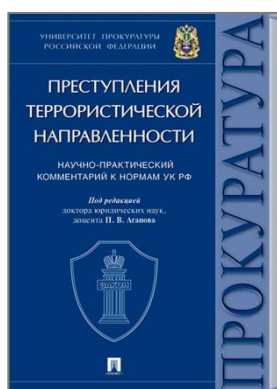 УНИВЕРСИТЕТ ПРОКУРАТУРЫ
РОССИЙСКОЙ ФЕДЕРАЦИИ
ПРЕСТУПЛЕНИЯ
ТЕРРОРИСТИЧЕСКОЙ
НАПРАВЛЕННОСТИ
НАУЧНО-ПРАКТИЧЕСКИЙ
КОММЕНТАРИЙ К НОРМАМ УК РФ
Под редакцией
доктора юридических наук,
доцента П. В. Агапова
ЗАКОН
ПРОСПЕКТ
ПРОКУРАТУРА